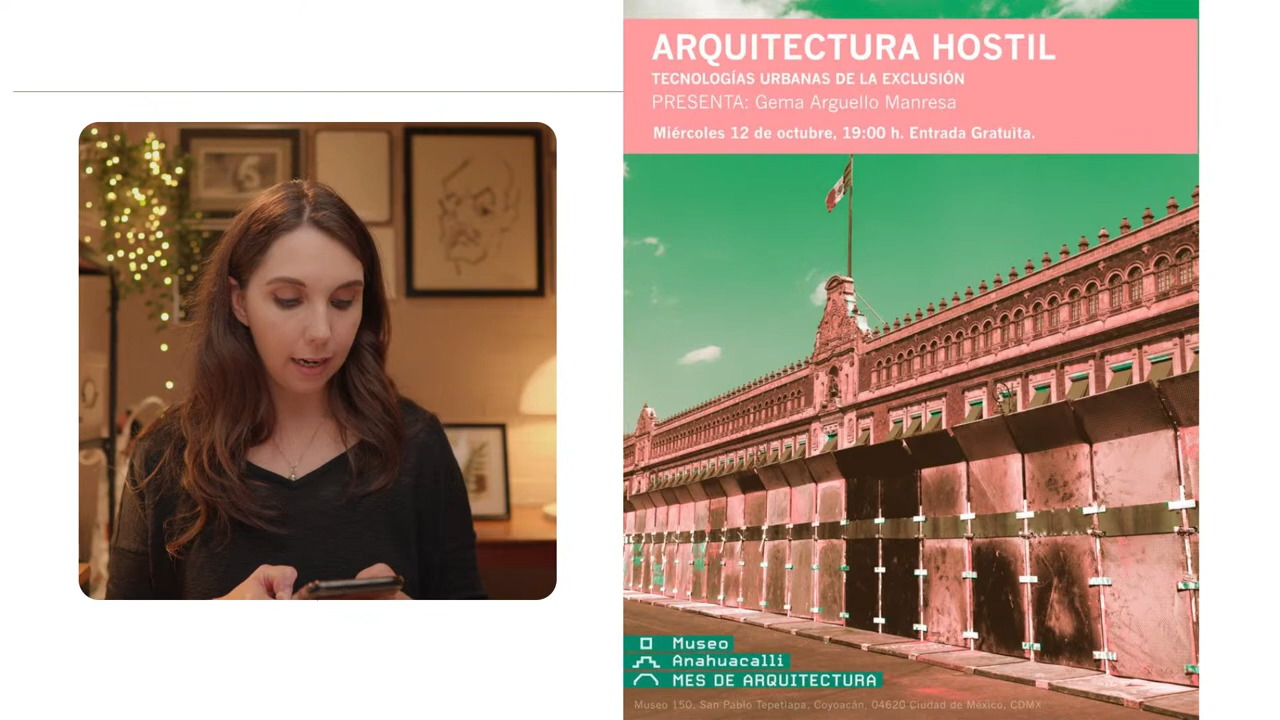 ARQUITECTURA HOSTIL
TECNOLOGÍAS URBANAS DE LA EXCLUSIÓN
PRESENTA: Gema Arguello Manresa
Miércoles 12 de octubre, 19:00 h. Entrada Gratuita.
Museo
Anahuacalli
MES DE ARQUITECTURA
Museo 150, San Pablo Tepetlapa, Coyoacán, 04620 Ciudad de México, CDMX